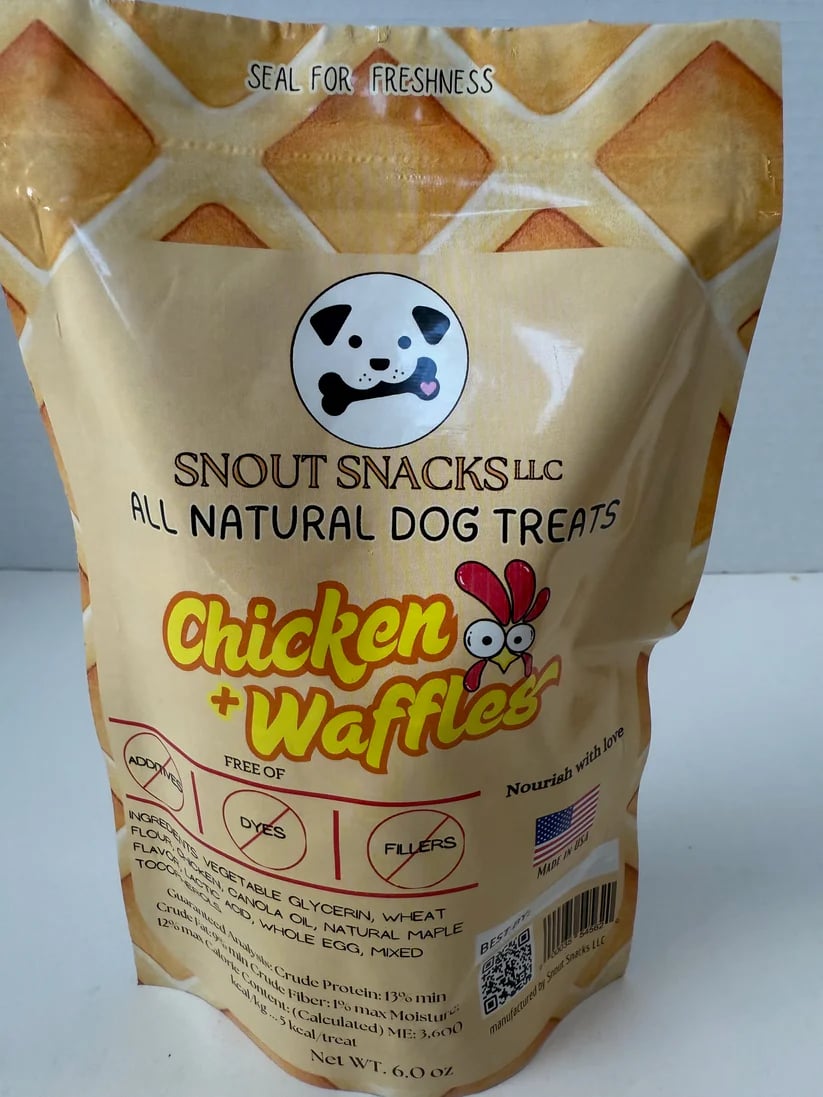 SEAL FOR FRESHNESS
SNOUT SNACKS LLC
ALL NATURAL DOG TREATS
Chicken
+ Waffles
FREE OF
ADDITIVES
DYES
FILLERS
Nourish with love
MADE IN USA
INGREDIENTS VEGETABLE GLYCERIN, WHEAT
FLOUR, CHICKEN, CANOLA OIL, NATURAL MAPLE
FLAVOR, LACTIC ACID, WHOLE EGG, MIXED
TOCOPHEROLS
Guaranteed Analysis: Crude Protein: 13% min
Crude Fat: 9% min Crude Fiber: 1% max Moisture:
12% max Calorie Content: (Calculated) ME: 3,600
kcal/kg ... 5 kcal/treat
Net WT. 6.0 oz
BEST BY:
manufactured by Snout Snacks LLC